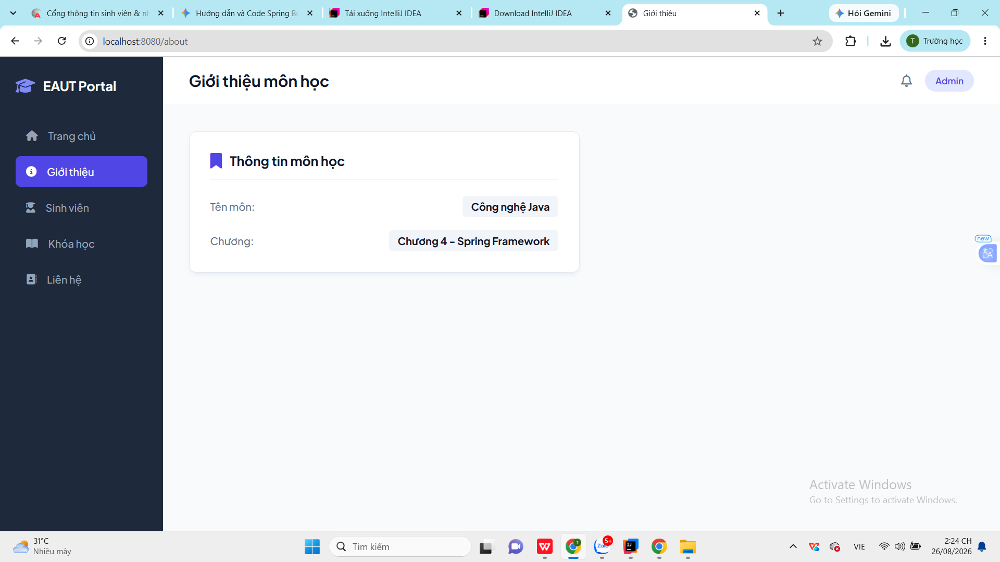 Cổng thông tin sinh viên & nh
Hướng dẫn và Code Spring Bo
Tải xuống IntelliJ IDEA
Download IntelliJ IDEA
Giới thiệu
Hỏi Gemini
localhost:8080/about
T
Trường học
EAUT Portal
Giới thiệu môn học
Admin
Trang chủ
Giới thiệu
Sinh viên
Khóa học
Liên hệ
Thông tin môn học
Tên môn:
Công nghệ Java
Chương:
Chương 4 - Spring Framework
new
Activate Windows
Go to Settings to activate Windows.
31°C
Nhiều mây
Tìm kiếm
T
Zalo
5+
IJ
VIE
2:24 CH
26/08/2026